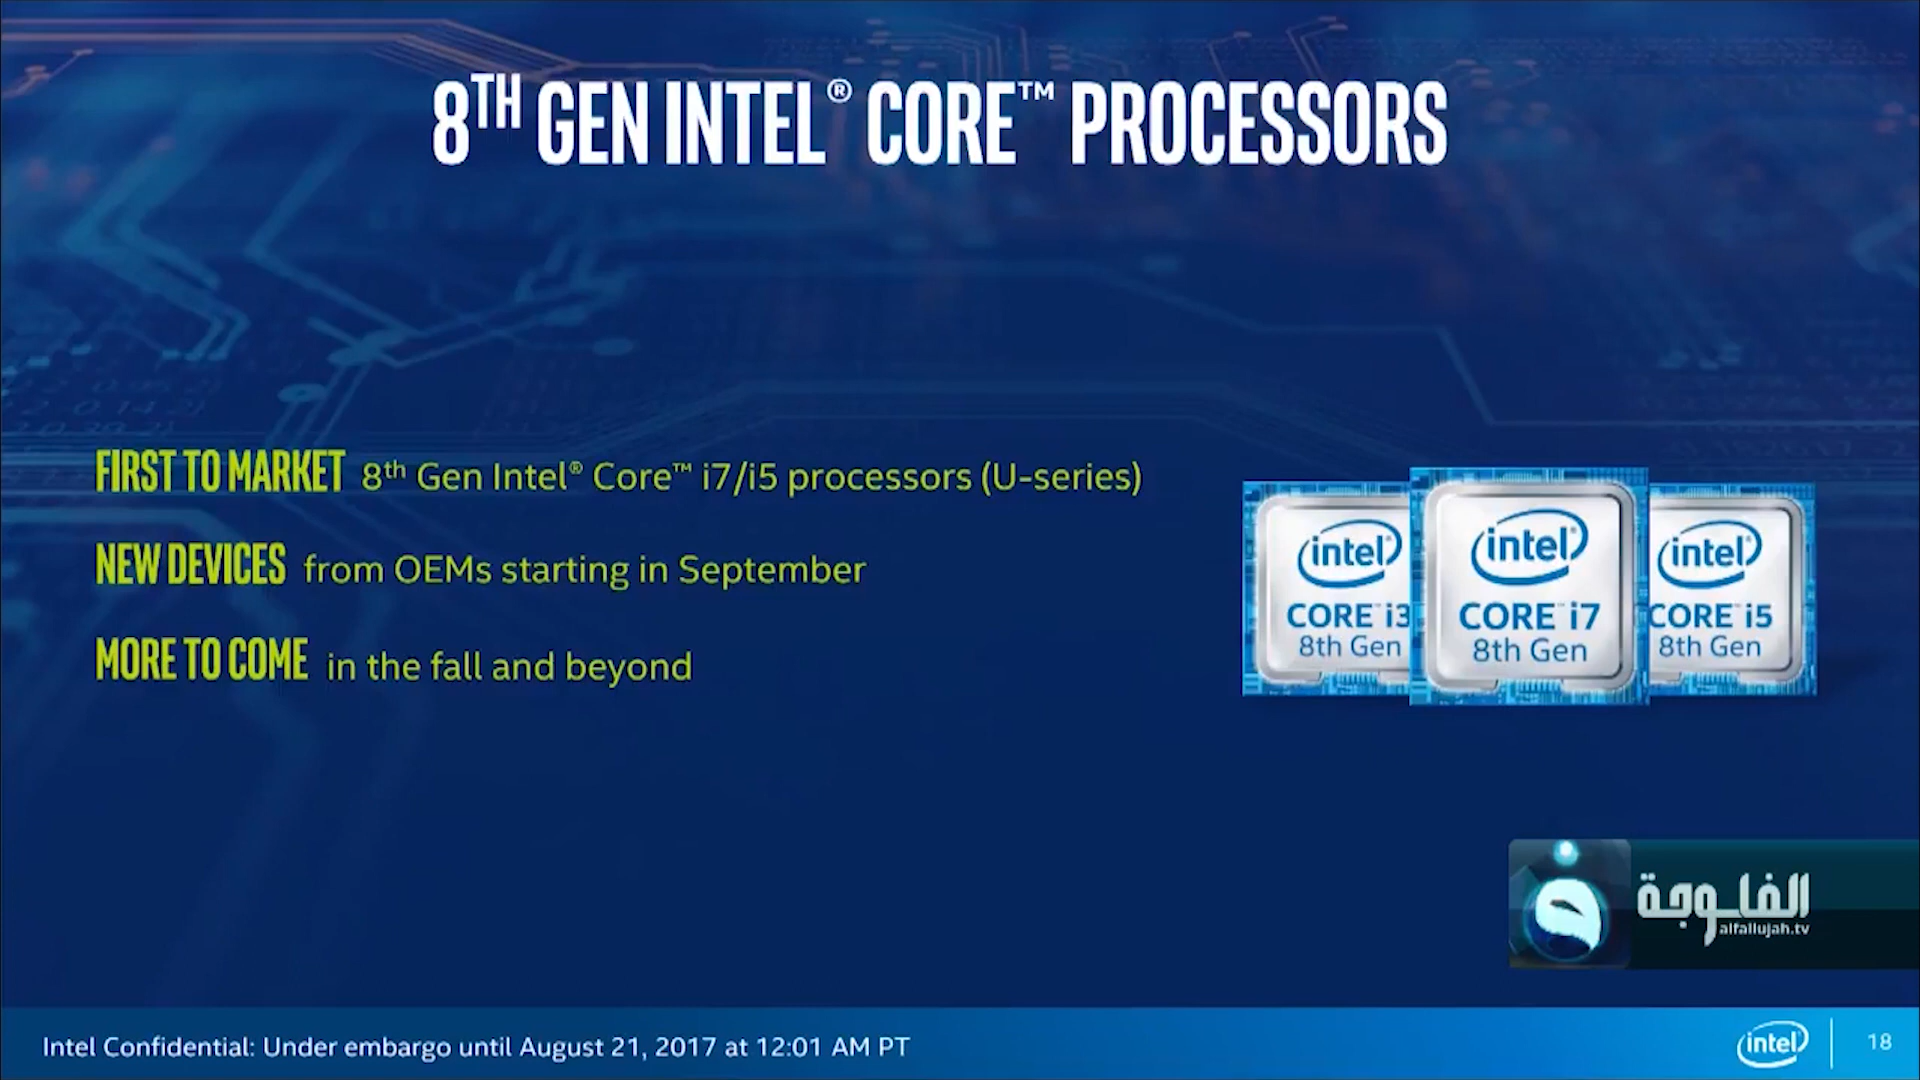 8TH GEN INTEL® CORE™ PROCESSORS
FIRST TO MARKET 8th Gen Intel® Core™ i7/i5 processors (U-series)
NEW DEVICES from OEMs starting in September
MORE TO COME in the fall and beyond
intel
CORE™ i3
8th Gen
intel
CORE™ i7
8th Gen
intel
CORE™ i5
8th Gen
الفلوجة
alfallujah.tv
Intel Confidential: Under embargo until August 21, 2017 at 12:01 AM PT
intel
18